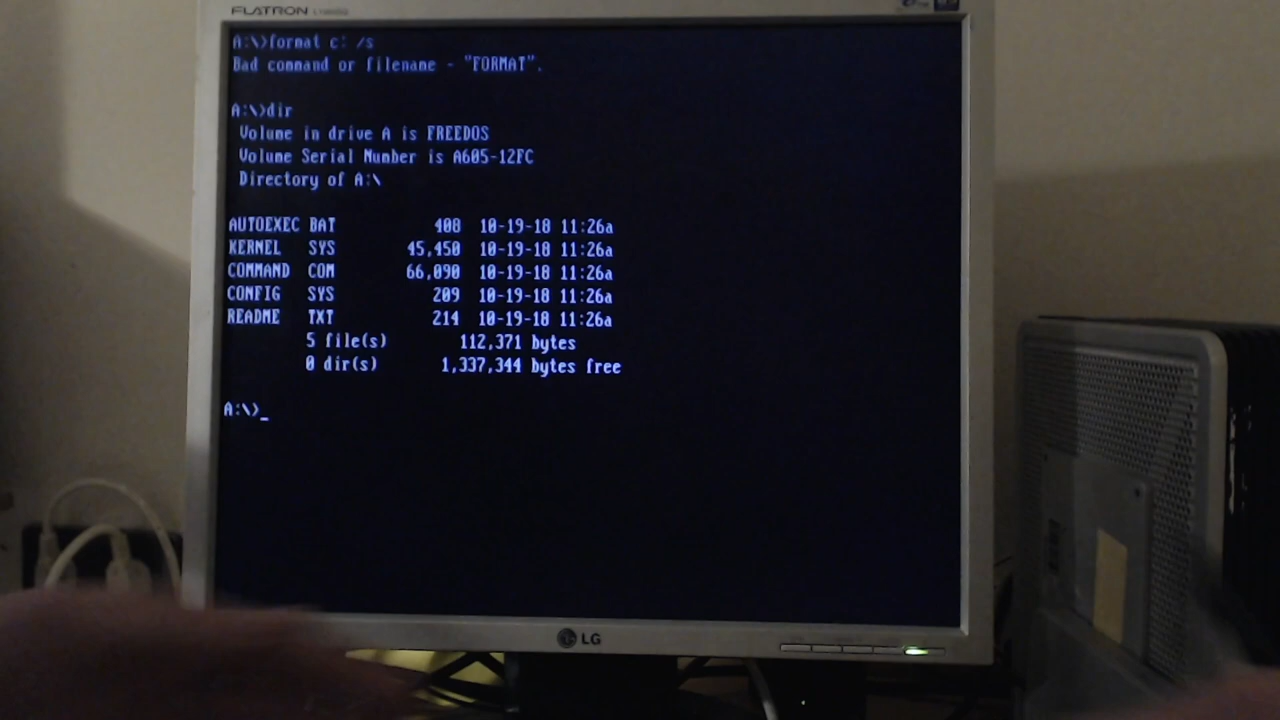 FLATRON
A:\>format c: /s
Bad command or filename - "FORMAT".
A:\>dir
Volume in drive A is FREEDOS
Volume Serial Number is A605-12FC
Directory of A:\
AUTOEXEC BAT 408 10-19-18 11:26a
KERNEL SYS 45,450 10-19-18 11:26a
COMMAND COM 66,090 10-19-18 11:26a
CONFIG SYS 209 10-19-18 11:26a
README TXT 214 10-19-18 11:26a
5 file(s) 112,371 bytes
0 dir(s) 1,337,344 bytes free
A:\>_
LG